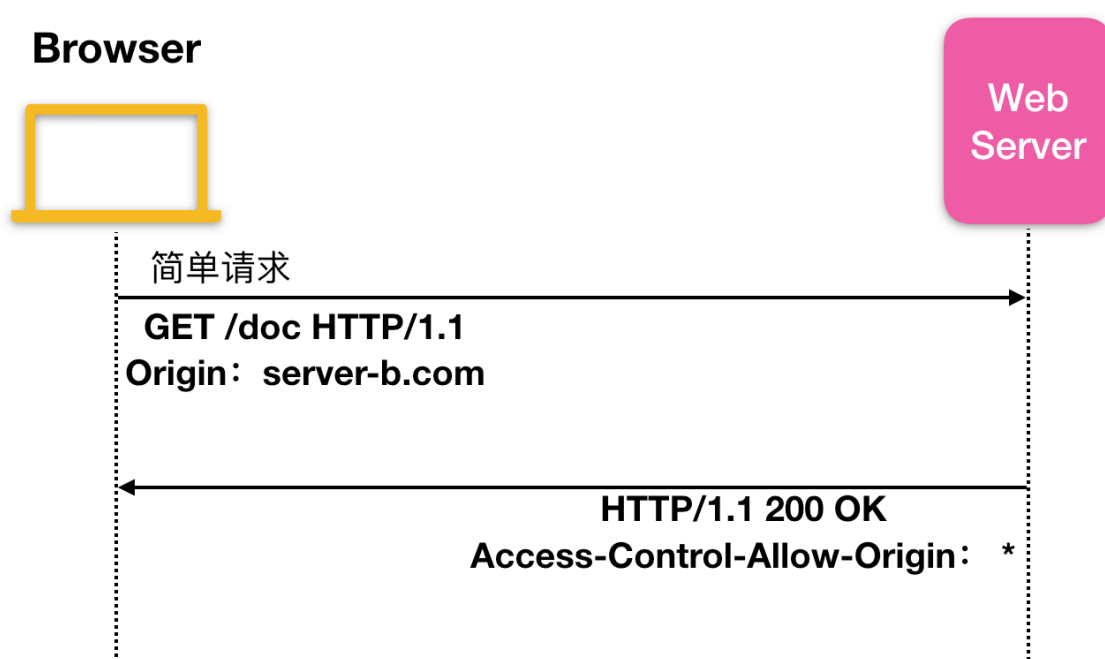 Browser
Web
Server
简单请求
GET /doc HTTP/1.1
Origin：server-b.com
HTTP/1.1 200 OK
Access-Control-Allow-Origin： *